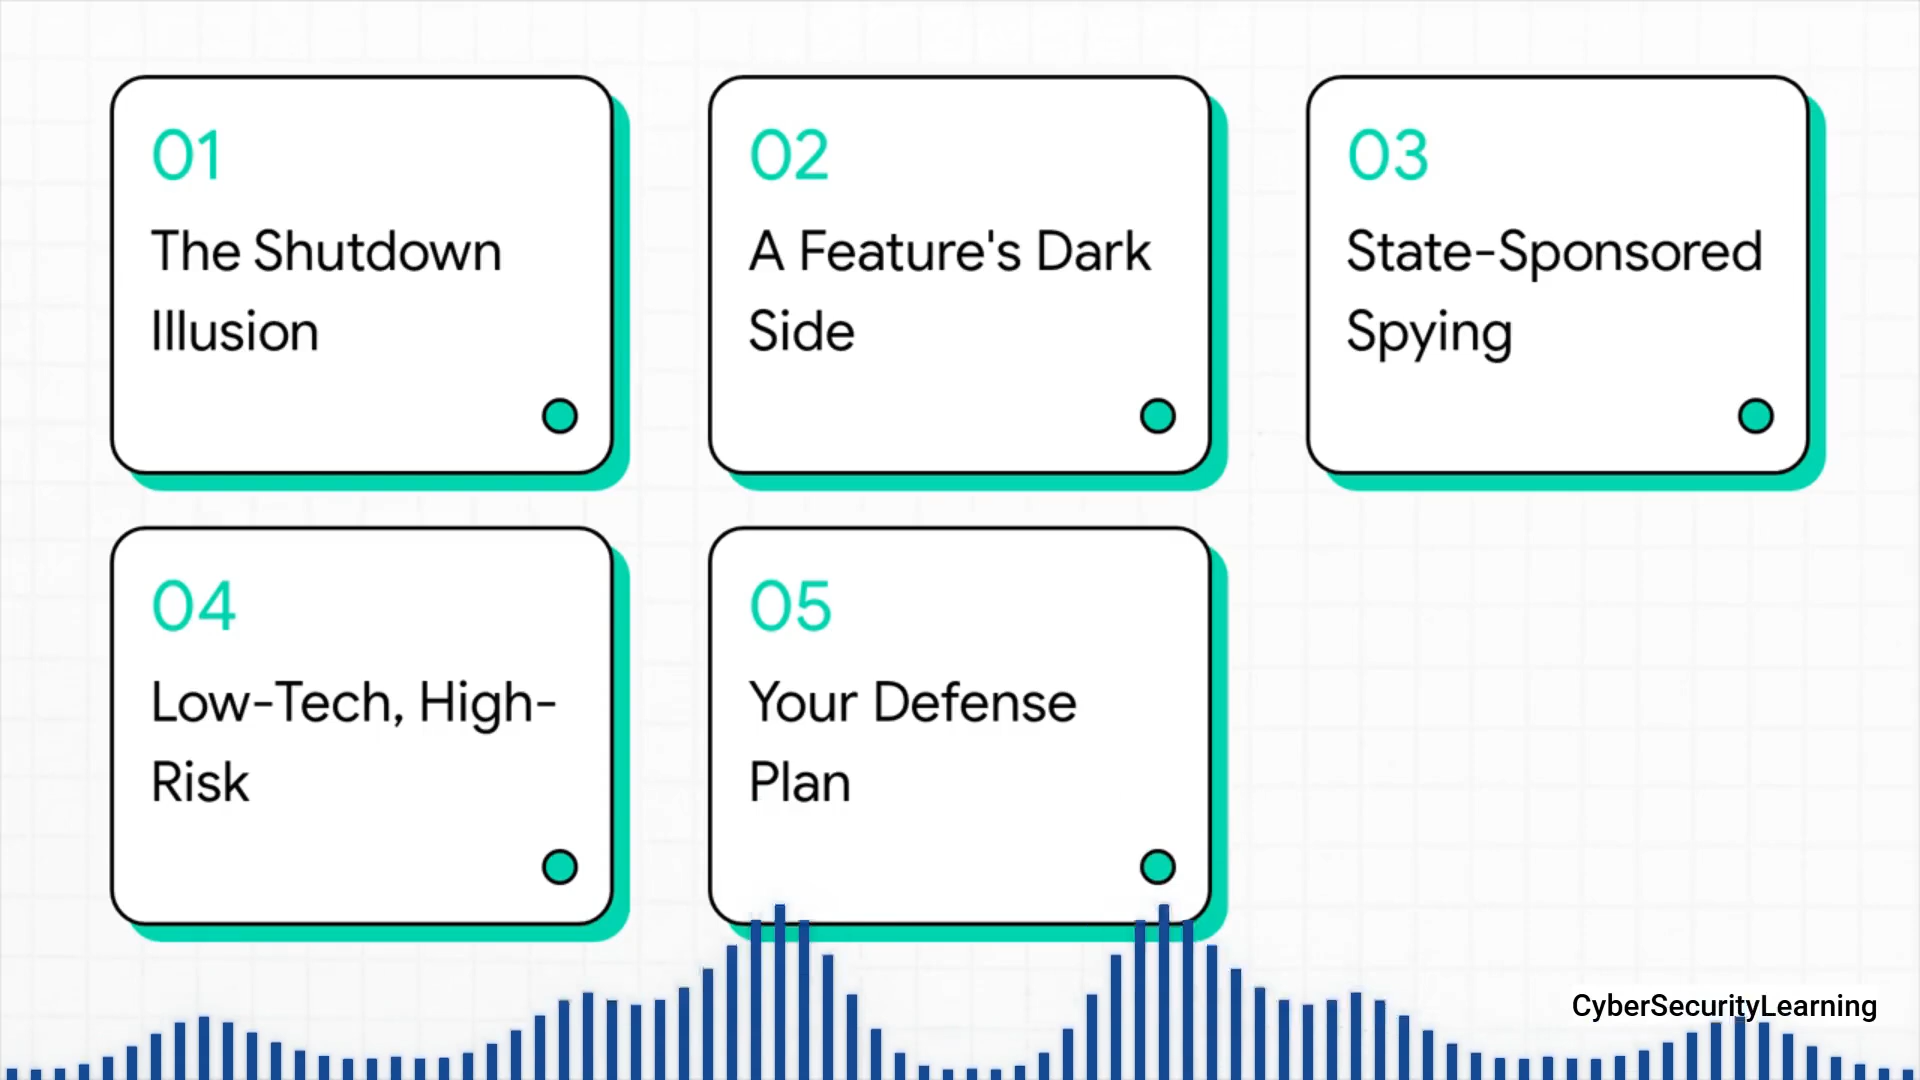 01
The Shutdown
Illusion
02
A Feature's Dark
Side
03
State-Sponsored
Spying
04
Low-Tech, High-
Risk
05
Your Defense
Plan
CyberSecurityLearning